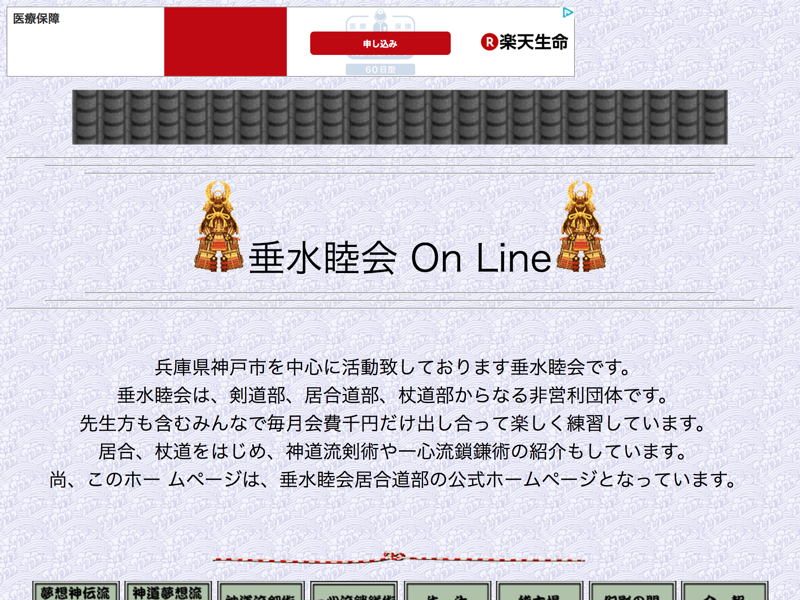 医療保障
申し込み
60日型
R楽天生命
垂水睦会 On Line
兵庫県神戸市を中心に活動致しております垂水睦会です。
垂水睦会は、剣道部、居合道部、杖道部からなる非営利団体です。
先生方も含むみんなで毎月会費千円だけ出し合って楽しく練習しています。
居合、杖道をはじめ、神道流剣術や一心流鎖鎌術の紹介もしています。
尚、このホー ムページは、垂水睦会居合道部の公式ホームページとなっています。
夢想神伝流 神道夢想流